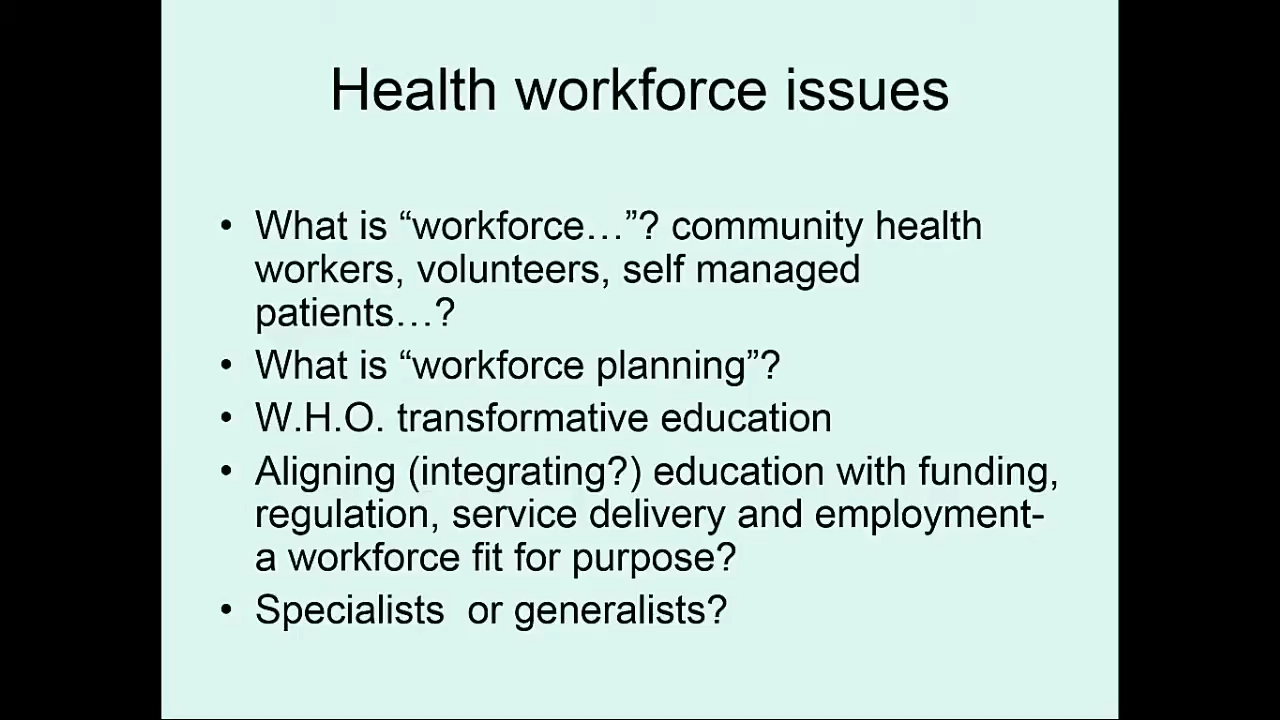 Health workforce issues
• What is “workforce…”? community health
workers, volunteers, self managed
patients…?
• What is “workforce planning”?
• W.H.O. transformative education
• Aligning (integrating?) education with funding,
regulation, service delivery and employment-
a workforce fit for purpose?
• Specialists  or generalists?